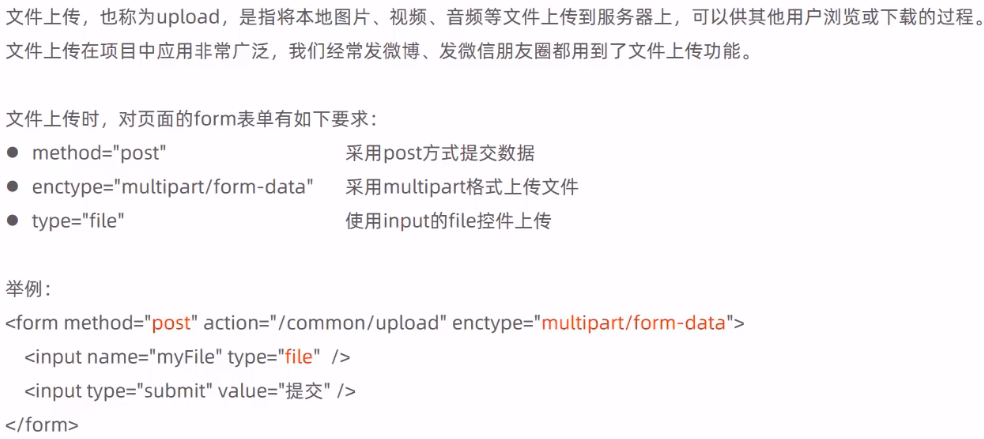 文件上传，也称为upload，是指将本地图片、视频、音频等文件上传到服务器上，可以供其他用户浏览或下载的过程。
文件上传在项目中应用非常广泛，我们经常发微博、发微信朋友圈都用到了文件上传功能。
文件上传时，对页面的form表单有如下要求：
● method="post" 采用post方式提交数据
● enctype="multipart/form-data" 采用multipart格式上传文件
● type="file" 使用input的file控件上传
举例：
<form method="post" action="/common/upload" enctype="multipart/form-data">
<input name="myFile" type="file" />
<input type="submit" value="提交" />
</form>